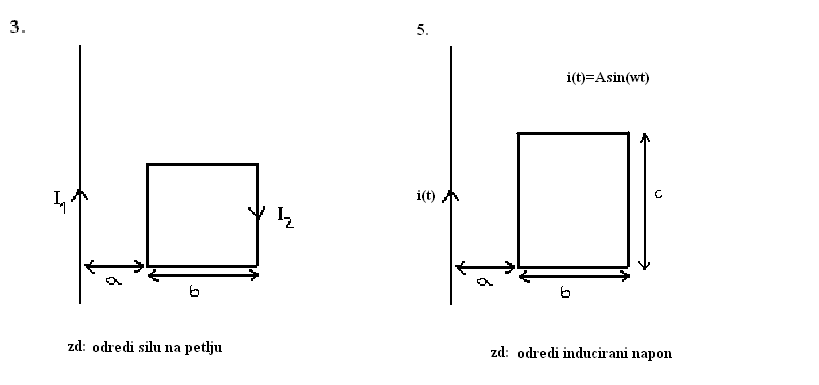 3.
I1
I2
a
b
zd: odredi silu na petlju
5.
i(t)=Asin(wt)
i(t)
c
a
b
zd: odredi inducirani napon